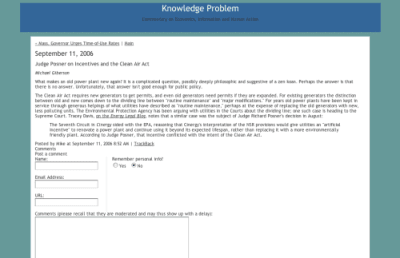 Knowledge Problem
Commentary on Economics, Information and Human Action
« Mass. Governor Urges Time-of-Use Rates | Main
September 11, 2006
Judge Posner on Incentives and the Clean Air Act
Michael Giberson
What makes an old power plant new again? It is a complicated question, possibly deeply philosophic and suggestive of a zen koan. Perhaps the answer is that
there is no answer. Unfortunately, that answer isn't good enough for public policy.
New Clean Air Act requires new generators to get permits, and even old generators need permits if they are expanded. For existing generators the distinction
between old and new comes down to the dividing line between "routine maintenance" and "major modifications." For years old power plants have been kept in
service through generous helpings of what utilities have described as "routine maintenance," perhaps at the expense of replacing the old generators with new,
less polluting units. The Environmental Protection Agency has been arguing with utilities in the Courts about the dividing line; one such case is heading to the
Supreme Court. Tracey Davis, on the Energy Legal Blog, notes that a similar case was the subject of Judge Richard Posner's decision in August:
The Seventh Circuit in Cinergy sided with the EPA, reasoning that Cinergy's interpretation of the NSR provisions would give utilities an "artificial
incentive" to renovate a power plant and continue using it beyond its expected lifespan, rather than replacing it with a more environmentally
friendly plant. According to Judge Posner, that incentive conflicted with the intent of the Clean Air Act.
Posted by Mike at September 11, 2006 9:52 AM | TrackBack
Comments
Post a comment
Name:
Remember personal info?
Yes No
Email Address:
URL:
Comments (please recall that they are moderated and may thus show up with a delay):